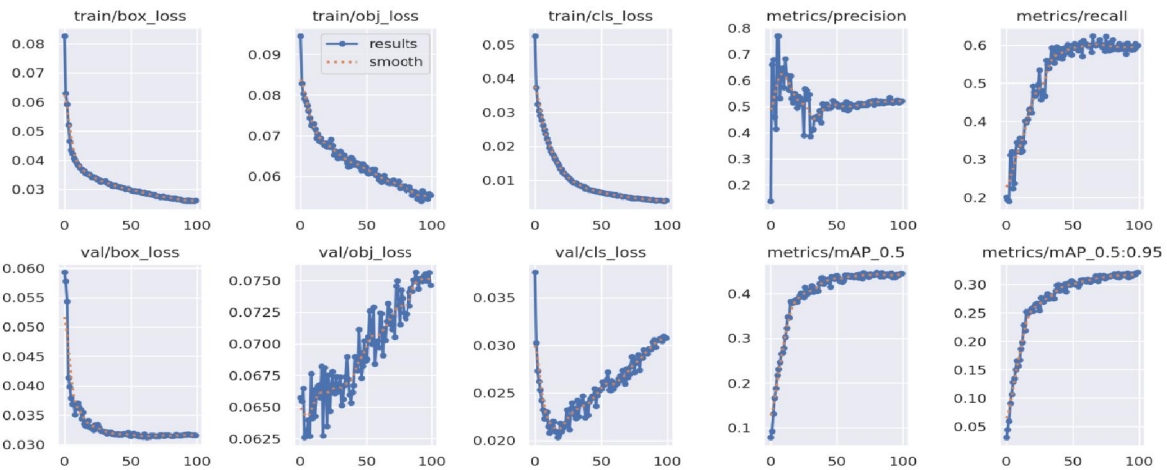 train/box_loss
train/obj_loss
train/cls_loss
metrics/precision
metrics/recall
0.08
0.07
0.06
0.05
0.04
0.03
0 50 100
0.09
0.08
0.07
0.06
results
smooth
0 50 100
0.05
0.04
0.03
0.02
0.01
0 50 100
0.8
0.7
0.6
0.5
0.4
0.3
0.2
0 50 100
0.6
0.5
0.4
0.3
0.2
0 50 100
val/box_loss
val/obj_loss
val/cls_loss
metrics/mAP_0.5
metrics/mAP_0.5:0.95
0.060
0.055
0.050
0.045
0.040
0.035
0.030
0 50 100
0.0750
0.0725
0.0700
0.0675
0.0650
0.0625
0 50 100
0.035
0.030
0.025
0.020
0 50 100
0.4
0.3
0.2
0.1
0 50 100
0.30
0.25
0.20
0.15
0.10
0.05
0 50 100